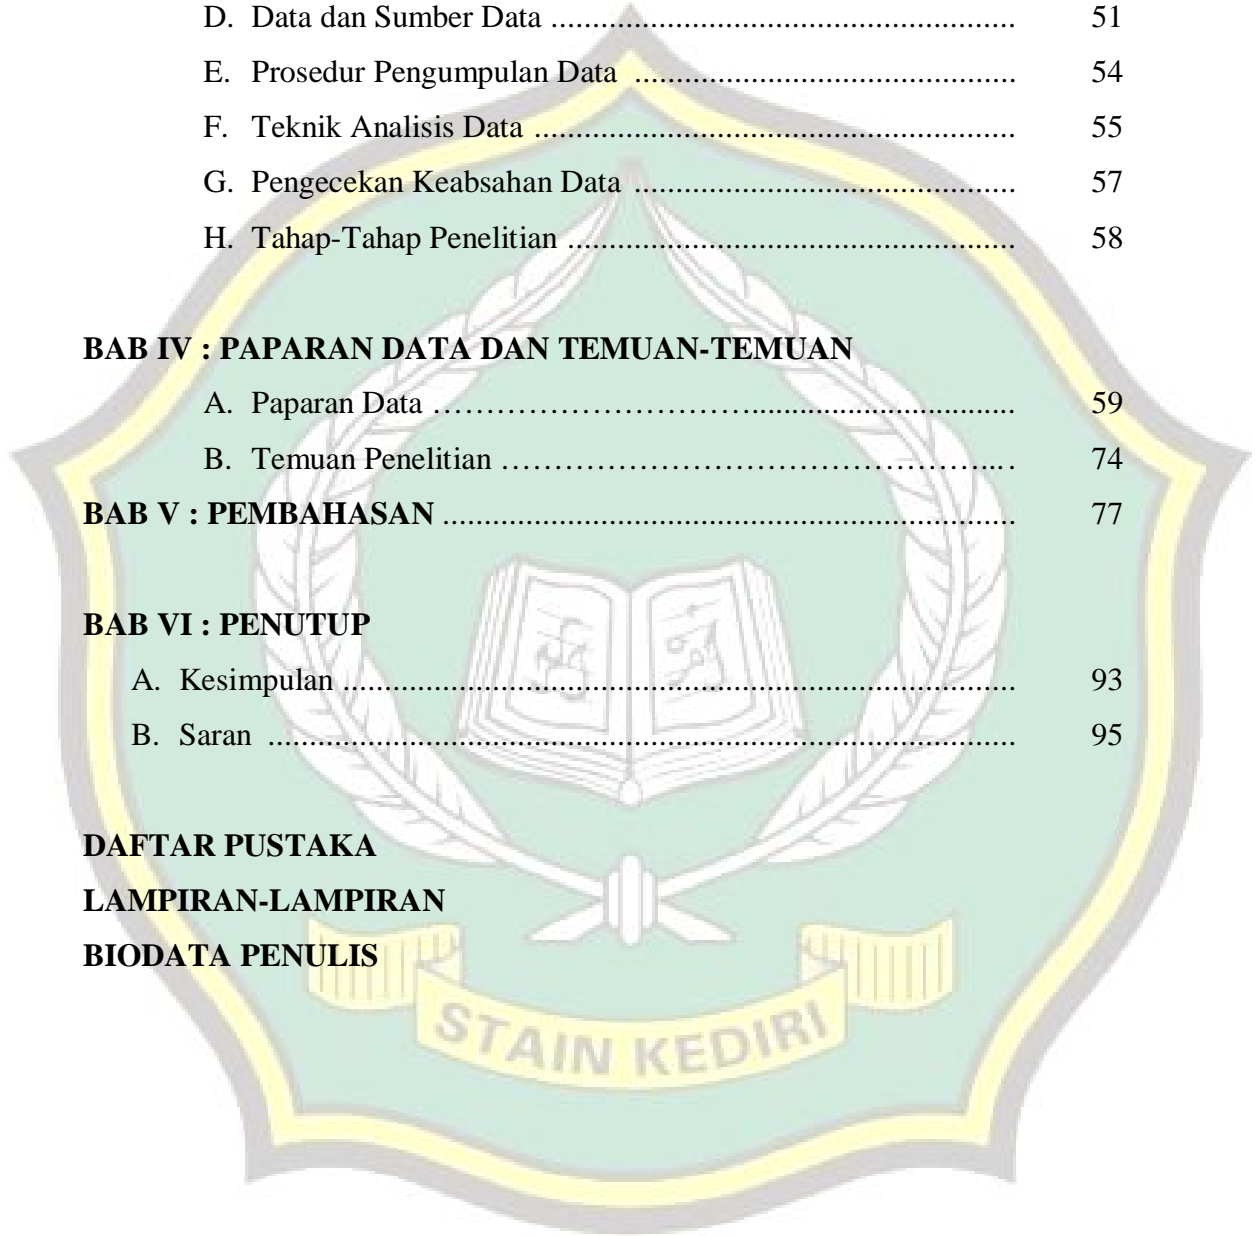 D. Data dan Sumber Data ........................................................ 51
E. Prosedur Pengumpulan Data .............................................. 54
F. Teknik Analisis Data .......................................................... 55
G. Pengecekan Keabsahan Data .............................................. 57
H. Tahap-Tahap Penelitian ...................................................... 58
BAB IV : PAPARAN DATA DAN TEMUAN-TEMUAN
A. Paparan Data ……………………………................................ 59
B. Temuan Penelitian …………………………………………...... 74
BAB V : PEMBAHASAN ..................................................................... 77
BAB VI : PENUTUP
A. Kesimpulan ................................................................................. 93
B. Saran .......................................................................................... 95
DAFTAR PUSTAKA
LAMPIRAN-LAMPIRAN
BIODATA PENULIS
STAIN KEDIRI